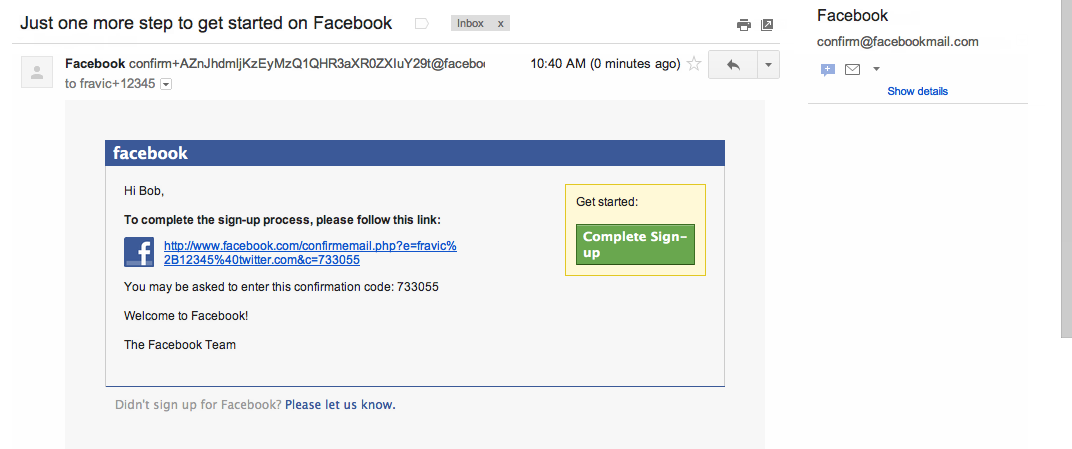 Just one more step to get started on Facebook
Inbox x
Facebook
confirm@facebookmail.com
Show details
Facebook confirm+AZnJhdmljKzEyMzQ1QHR3aXR0ZXIuY29t@facebo
10:40 AM (0 minutes ago)
to fravic+12345
facebook
Hi Bob,
To complete the sign-up process, please follow this link:
http://www.facebook.com/confirmemail.php?e=fravic%
2B12345%40twitter.com&c=733055
You may be asked to enter this confirmation code: 733055
Welcome to Facebook!
The Facebook Team
Get started:
Complete Sign-
up
Didn't sign up for Facebook? Please let us know.